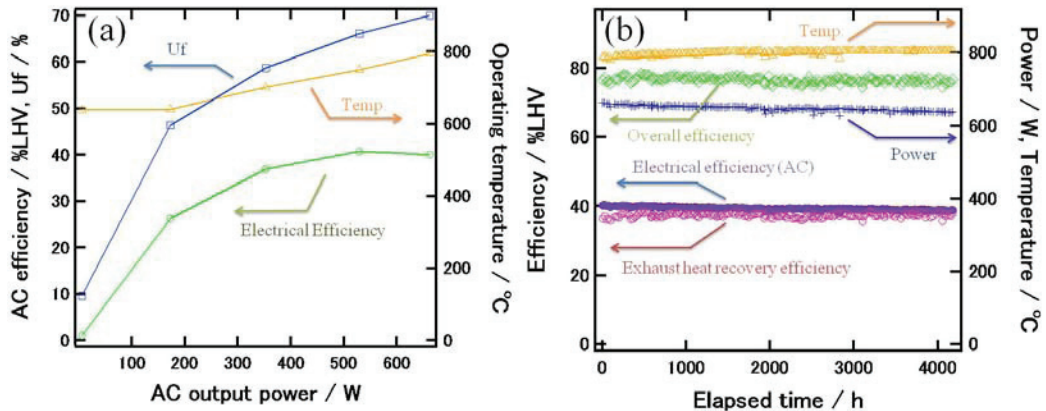 (a)
Uf
Temp.
Electrical Efficiency
AC efficiency / %LHV, Uf / %
70
60
50
40
30
20
10
0
100
200
300
400
500
600
AC output power / W
800
600
400
200
0
Operating temperature / °C
(b)
Temp.
Overall efficiency
Power
Electrical efficiency (AC)
Exhaust heat recovery efficiency
Efficiency / %LHV
80
60
40
20
0
0
1000
2000
3000
4000
Elapsed time / h
800
600
400
200
0
Power / W, Temperature / °C